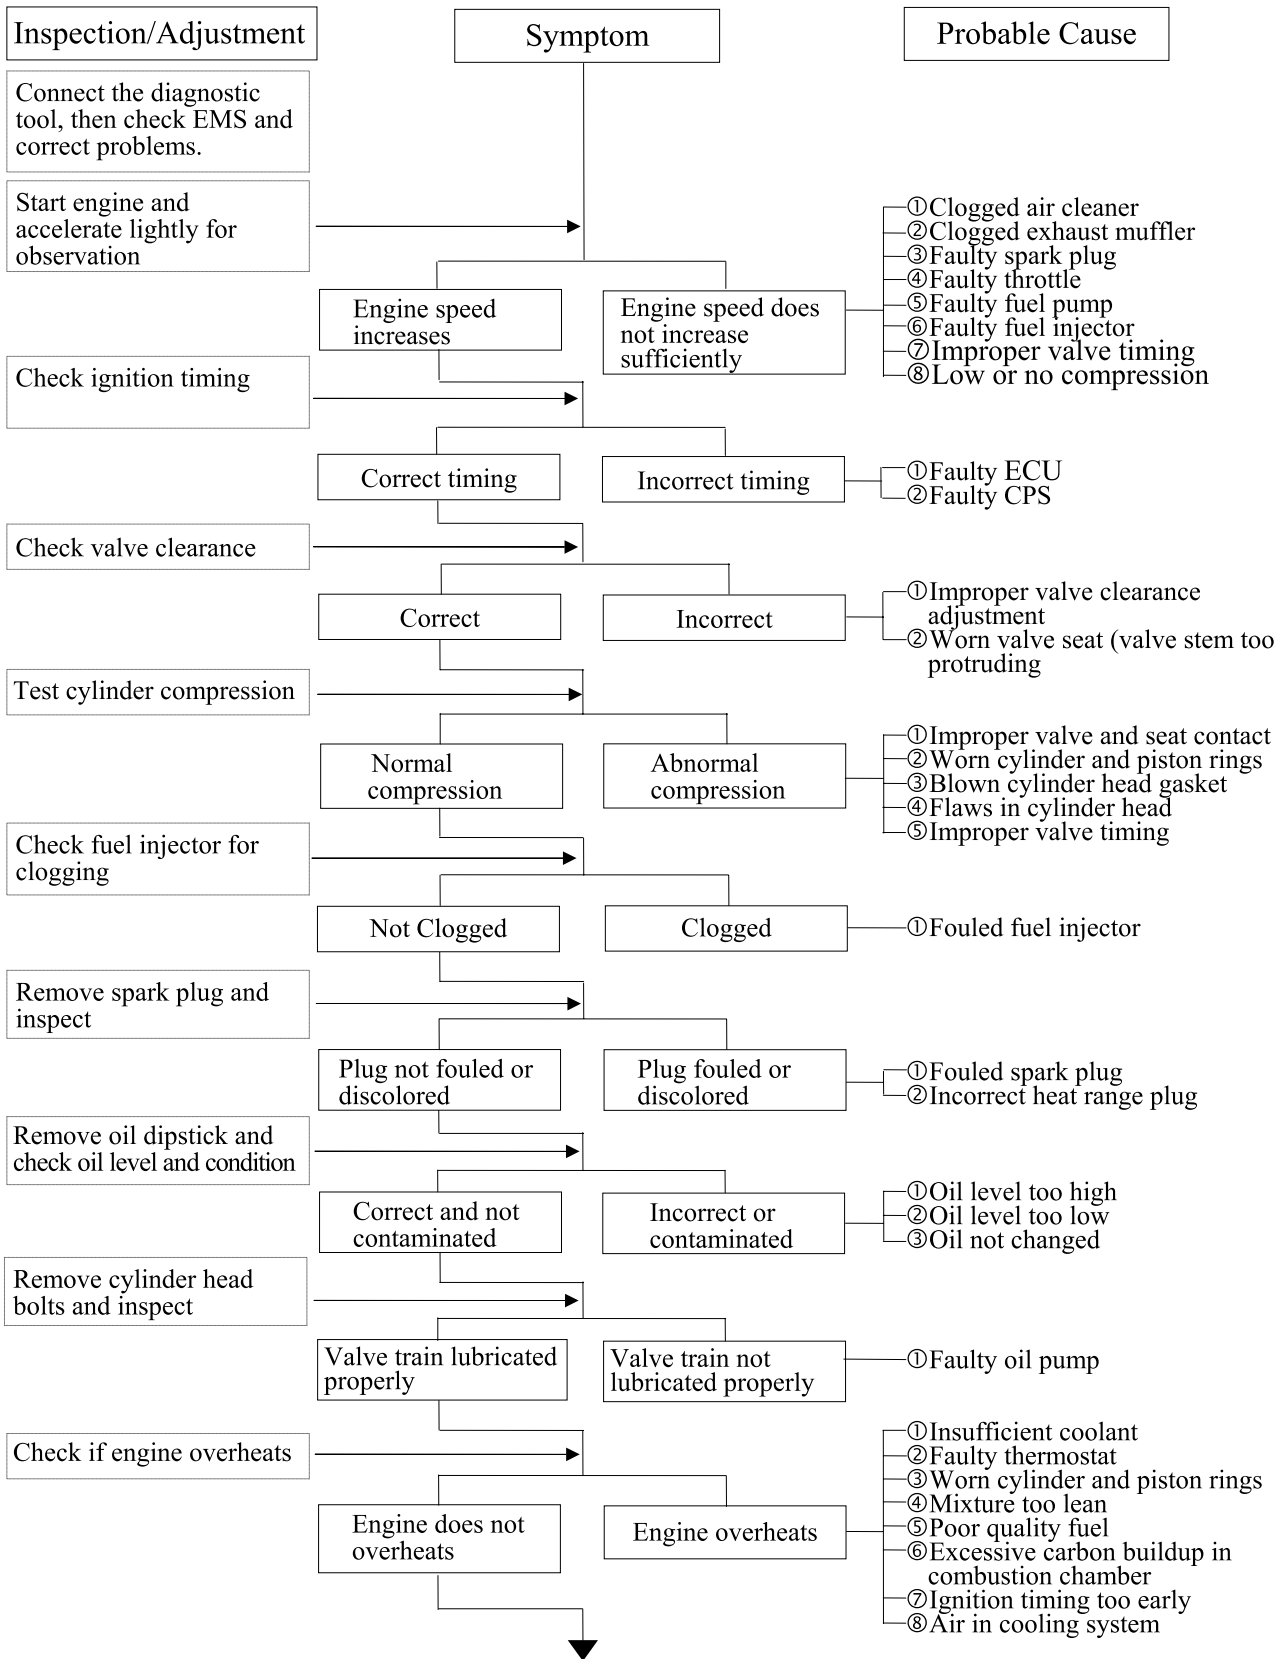 Inspection/Adjustment
Symptom
Probable Cause
Connect the diagnostic
tool, then check EMS and
correct problems.
Start engine and
accelerate lightly for
observation
Engine speed
increases
Engine speed does
not increase
sufficiently
①Clogged air cleaner
②Clogged exhaust muffler
③Faulty spark plug
④Faulty throttle
⑤Faulty fuel pump
⑥Faulty fuel injector
⑦Improper valve timing
⑧Low or no compression
Check ignition timing
Correct timing
Incorrect timing
①Faulty ECU
②Faulty CPS
Check valve clearance
Correct
Incorrect
①Improper valve clearance
adjustment
②Worn valve seat (valve stem too
protruding
Test cylinder compression
Normal
compression
Abnormal
compression
①Improper valve and seat contact
②Worn cylinder and piston rings
③Blown cylinder head gasket
④Flaws in cylinder head
⑤Improper valve timing
Check fuel injector for
clogging
Not Clogged
Clogged
①Fouled fuel injector
Remove spark plug and
inspect
Plug not fouled or
discolored
Plug fouled or
discolored
①Fouled spark plug
②Incorrect heat range plug
Remove oil dipstick and
check oil level and condition
Correct and not
contaminated
Incorrect or
contaminated
①Oil level too high
②Oil level too low
③Oil not changed
Remove cylinder head
bolts and inspect
Valve train lubricated
properly
Valve train not
lubricated properly
①Faulty oil pump
Check if engine overheats
Engine does not
overheats
Engine overheats
①Insufficient coolant
②Faulty thermostat
③Worn cylinder and piston rings
④Mixture too lean
⑤Poor quality fuel
⑥Excessive carbon buildup in
combustion chamber
⑦Ignition timing too early
⑧Air in cooling system